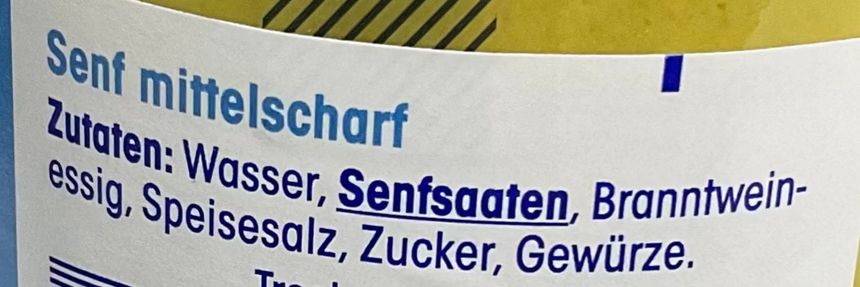 Senf mittelscharf
Zutaten: Wasser, Senfsaaten, Branntwein-
essig, Speisesalz, Zucker, Gewürze.